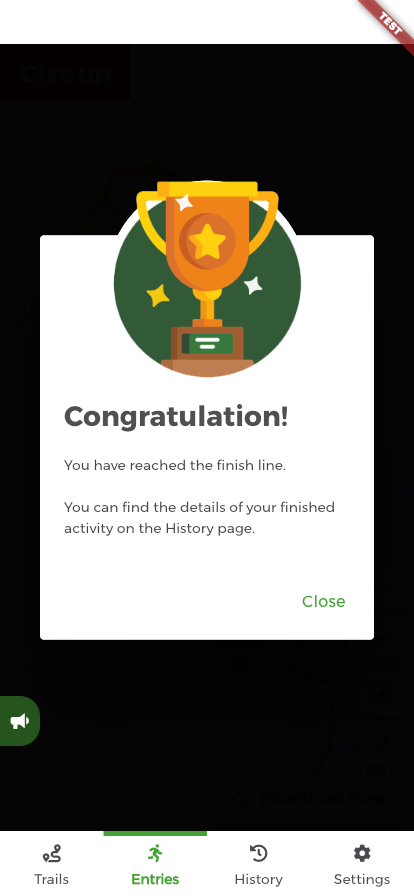 TEST
Give up
Congratulation!
You have reached the finish line.
You can find the details of your finished
activity on the History page.
Close
Download map
Trails
Entries
History
Settings